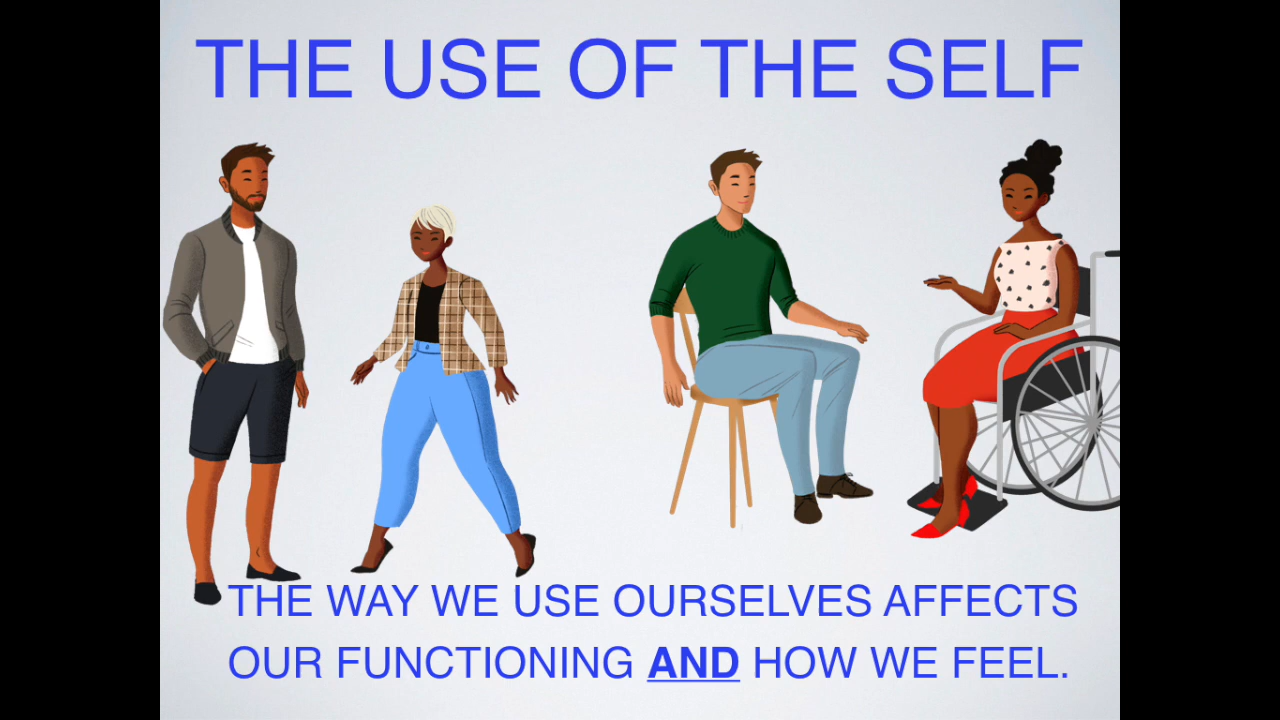 THE USE OF THE SELF
THE WAY WE USE OURSELVES AFFECTS
OUR FUNCTIONING AND HOW WE FEEL.